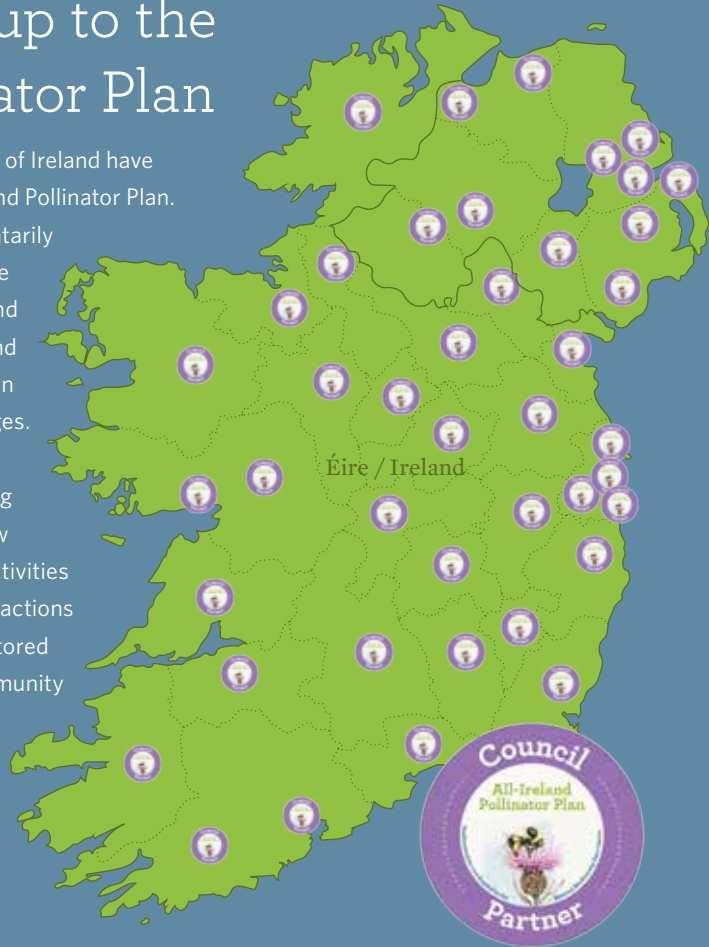 up to the
ator Plan
of Ireland have
nd Pollinator Plan.
tarily
e
nd
nd
n
ges.
g
w
tivities
actions
tored
munity
Éire / Ireland
Council
All-Ireland
Pollinator Plan
Partner